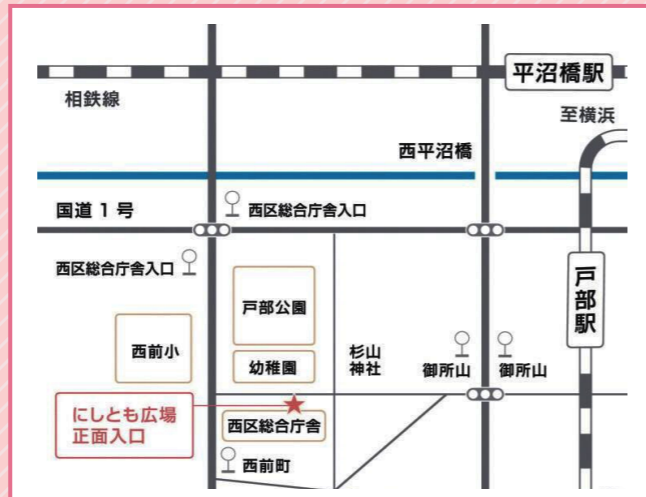 平沼橋駅
相鉄線
至横浜
西平沼橋
国道1号
西区総合庁舎入口
西区総合庁舎入口
戸部駅
戸部公園
西前小
幼稚園
杉山
神社
御所山
御所山
にしとも広場
正面入口
西区総合庁舎
西前町